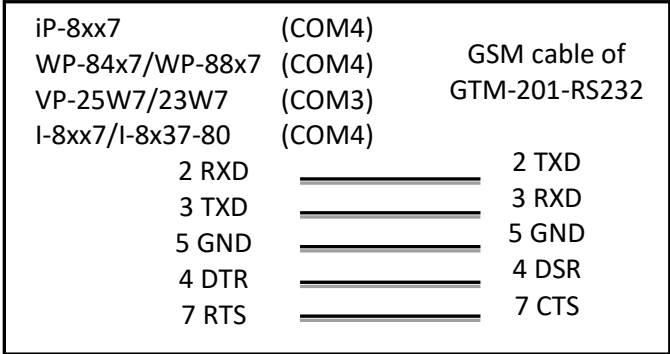 iP-8xx7 (COM4)
WP-84x7/WP-88x7 (COM4)
VP-25W7/23W7 (COM3)
I-8xx7/I-8x37-80 (COM4)
GSM cable of
GTM-201-RS232
2 RXD 2 TXD
3 TXD 3 RXD
5 GND 5 GND
4 DTR 4 DSR
7 RTS 7 CTS